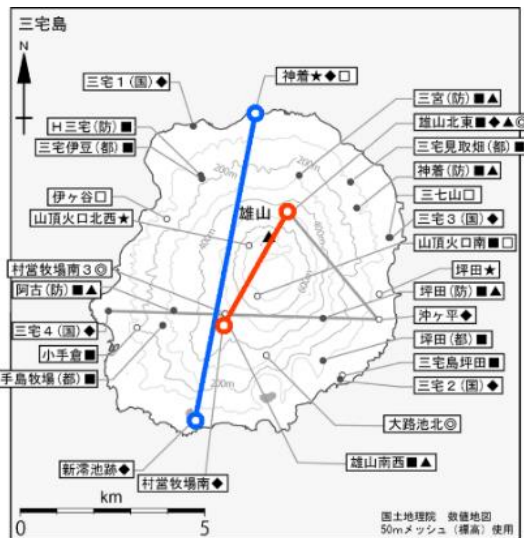 三宅島
N
三宅1(国)◆
神着★◆□
三宮(防)■▲
雄山北東■◆▲◎
H三宅(防)■
三宅伊豆(都)■
三宅見取畑(都)■
神着(防)■▲
伊ヶ谷□
雄山
三七山□
山頂火口北西★
三宅3(国)◆
山頂火口南■□
村営牧場南3◎
坪田★
阿古(防)■▲
坪田(防)■▲
三宅4(国)◆
沖ヶ平◆
小手倉■
坪田(都)■
手島牧場(都)■
三宅島坪田■
三宅2(国)◆
大路池北◎
新澪池跡◆
村営牧場南◆
雄山南西■▲
200m
200m
400m
400m
600m
200m
km
0 5
国土地理院 数値地図
50mメッシュ(標高)使用